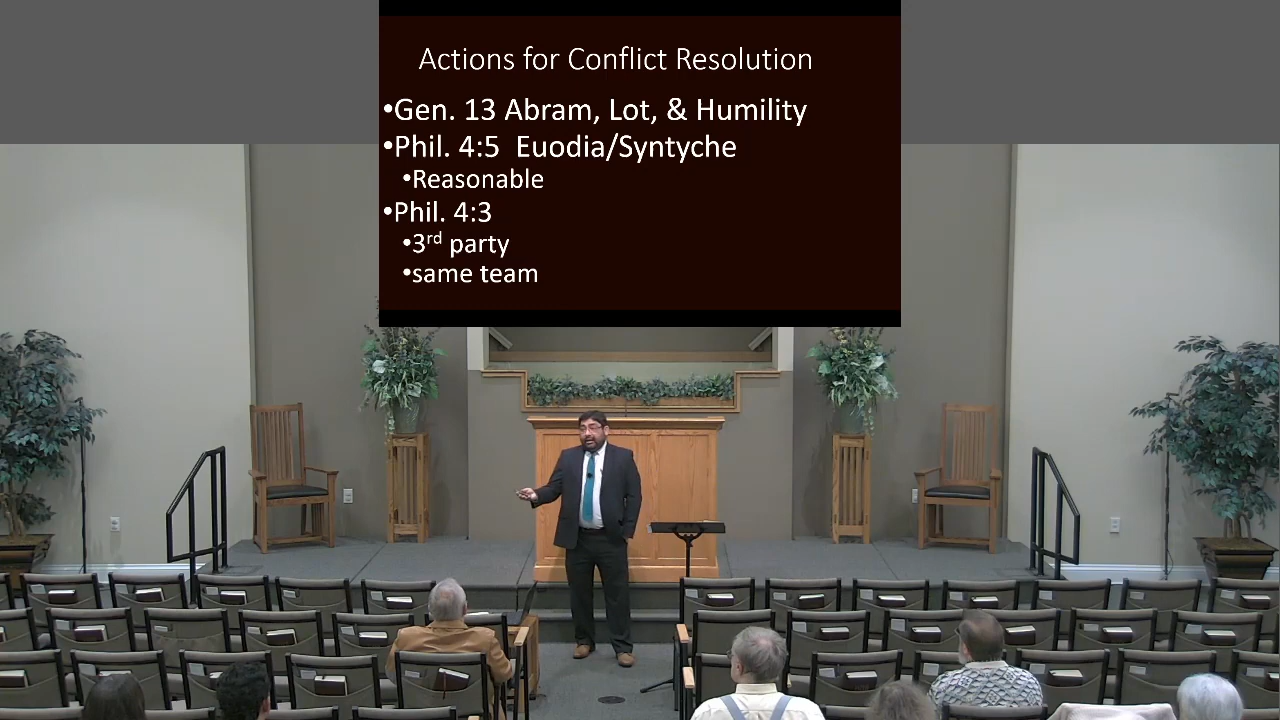 Actions for Conflict Resolution
•Gen. 13 Abram, Lot, & Humility
•Phil. 4:5  Euodia/Syntyche
•Reasonable
•Phil. 4:3
•3rd party
•same team